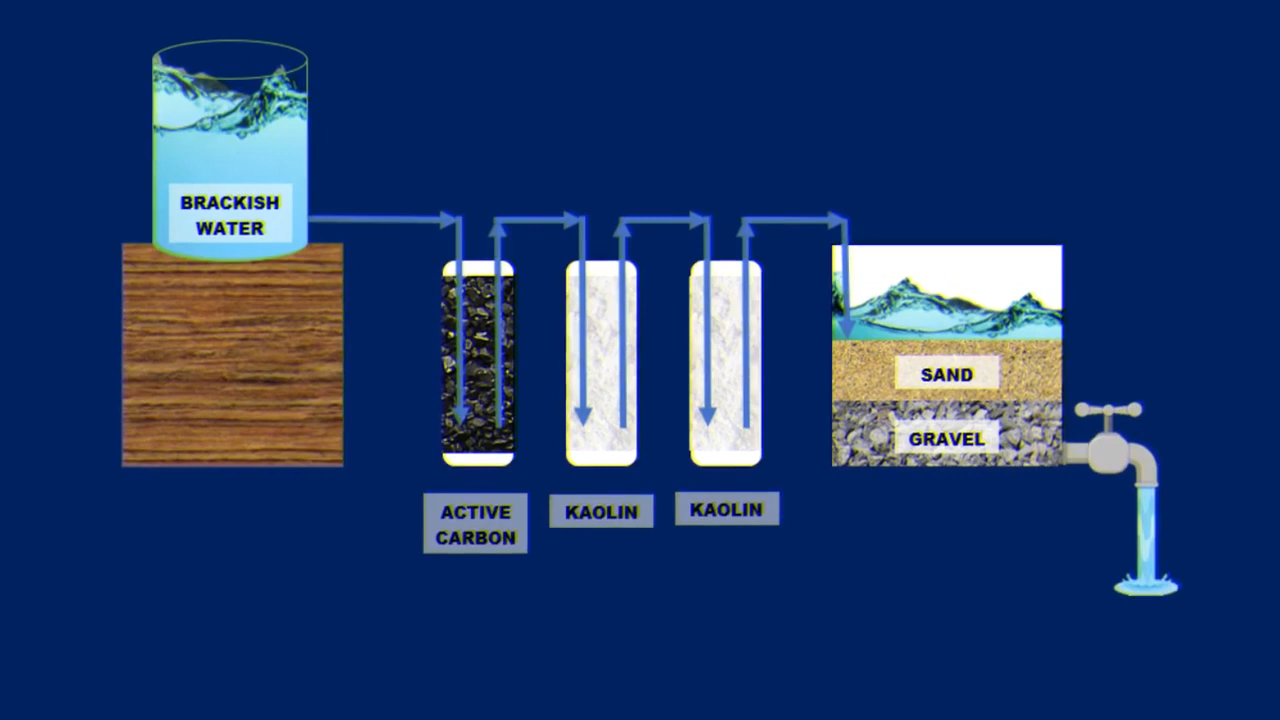 BRACKISH
WATER
SAND
GRAVEL
ACTIVE
CARBON
KAOLIN
KAOLIN